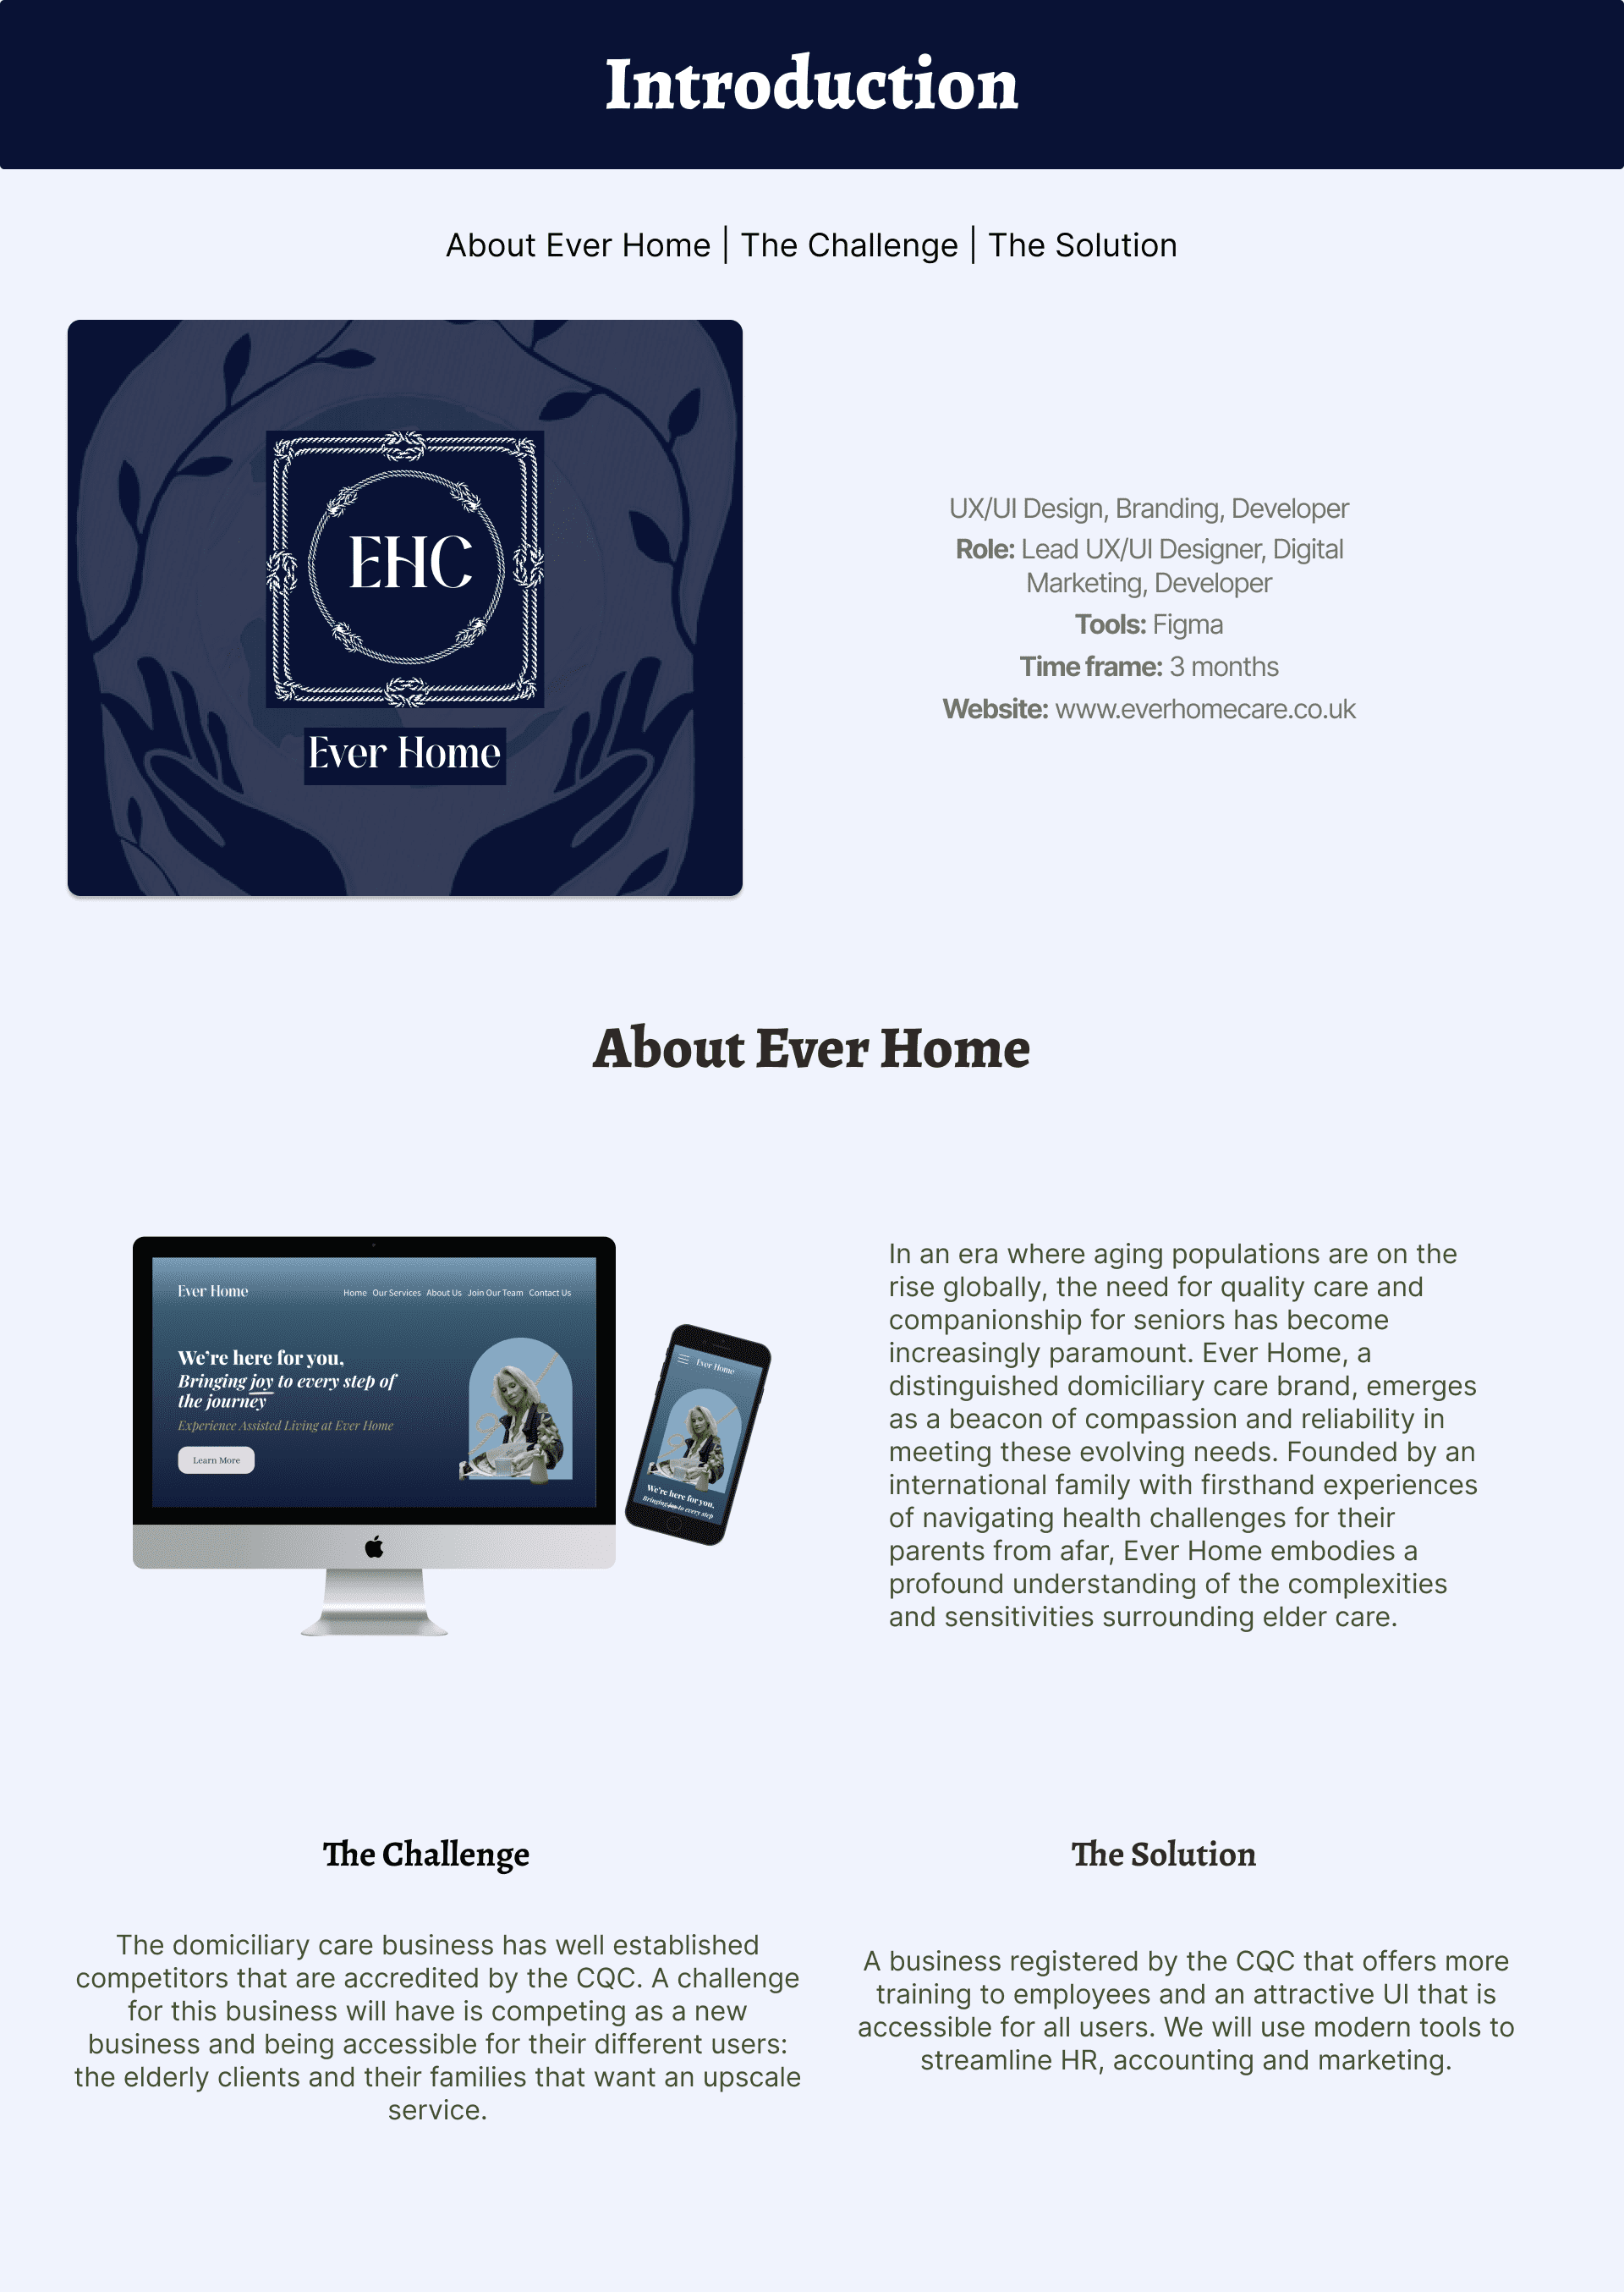 Introduction
About Ever Home | The Challenge | The Solution
EHC
Ever Home
UX/UI Design, Branding, Developer
Role: Lead UX/UI Designer, Digital
Marketing, Developer
Tools: Figma
Time frame: 3 months
Website: www.everhomecare.co.uk
About Ever Home
Ever Home
Home Our Services About Us Join Our Team Contact Us
We're here for you,
Bringing joy to every step of
the journey
Experience Assisted Living at Ever Home
Learn More
Ever Home
We're here for you,
Bringing joy to every step
In an era where aging populations are on the
rise globally, the need for quality care and
companionship for seniors has become
increasingly paramount. Ever Home, a
distinguished domiciliary care brand, emerges
as a beacon of compassion and reliability in
meeting these evolving needs. Founded by an
international family with firsthand experiences
of navigating health challenges for their
parents from afar, Ever Home embodies a
profound understanding of the complexities
and sensitivities surrounding elder care.
The Challenge
The domiciliary care business has well established
competitors that are accredited by the CQC. A challenge
for this business will have is competing as a new
business and being accessible for their different users:
the elderly clients and their families that want an upscale
service.
The Solution
A business registered by the CQC that offers more
training to employees and an attractive UI that is
accessible for all users. We will use modern tools to
streamline HR, accounting and marketing.